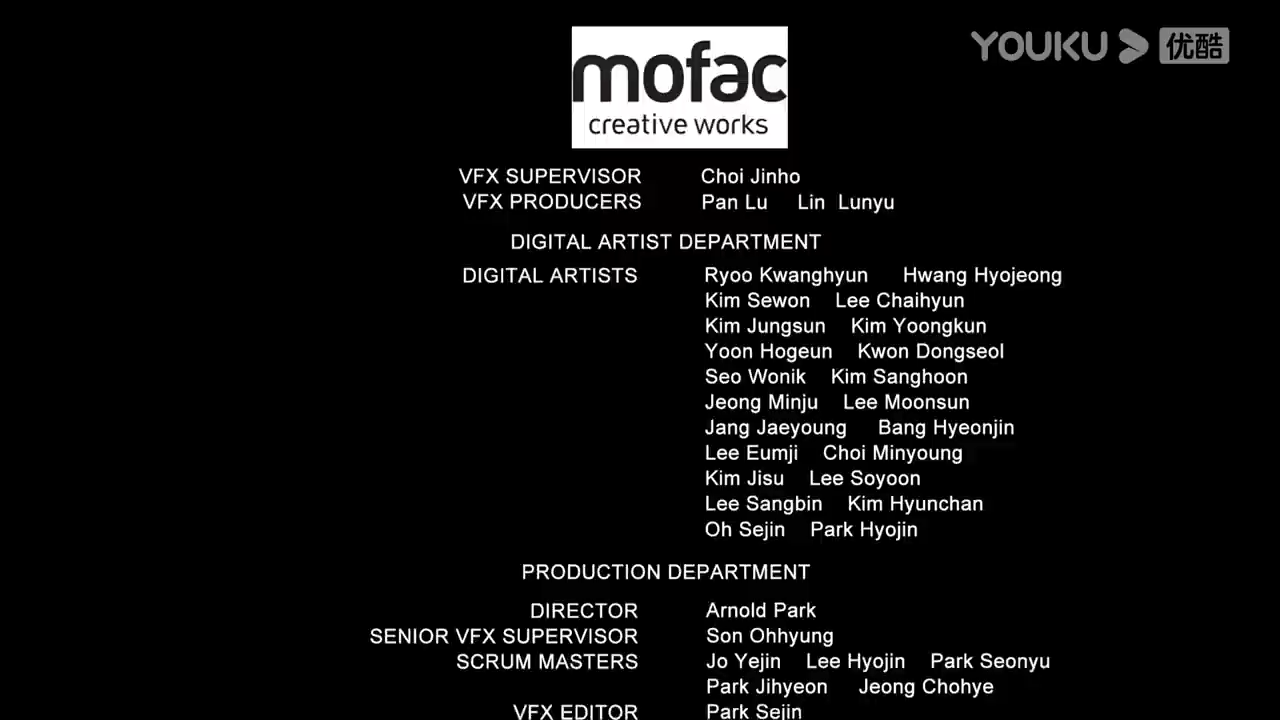 YOUKU 优酷
mofac
creative works
VFX SUPERVISOR Choi Jinho
VFX PRODUCERS Pan Lu Lin Lunyu
DIGITAL ARTIST DEPARTMENT
DIGITAL ARTISTS Ryoo Kwanghyun Hwang Hyojeong
Kim Sewon Lee Chaihyun
Kim Jungsun Kim Yoongkun
Yoon Hogeun Kwon Dongseol
Seo Wonik Kim Sanghoon
Jeong Minju Lee Moonsun
Jang Jaeyoung Bang Hyeonjin
Lee Eumji Choi Minyoung
Kim Jisu Lee Soyoon
Lee Sangbin Kim Hyunchan
Oh Sejin Park Hyojin
PRODUCTION DEPARTMENT
DIRECTOR Arnold Park
SENIOR VFX SUPERVISOR Son Ohhyung
SCRUM MASTERS Jo Yejin Lee Hyojin Park Seonyu
Park Jihyeon Jeong Chohye
VFX EDITOR Park Sejin